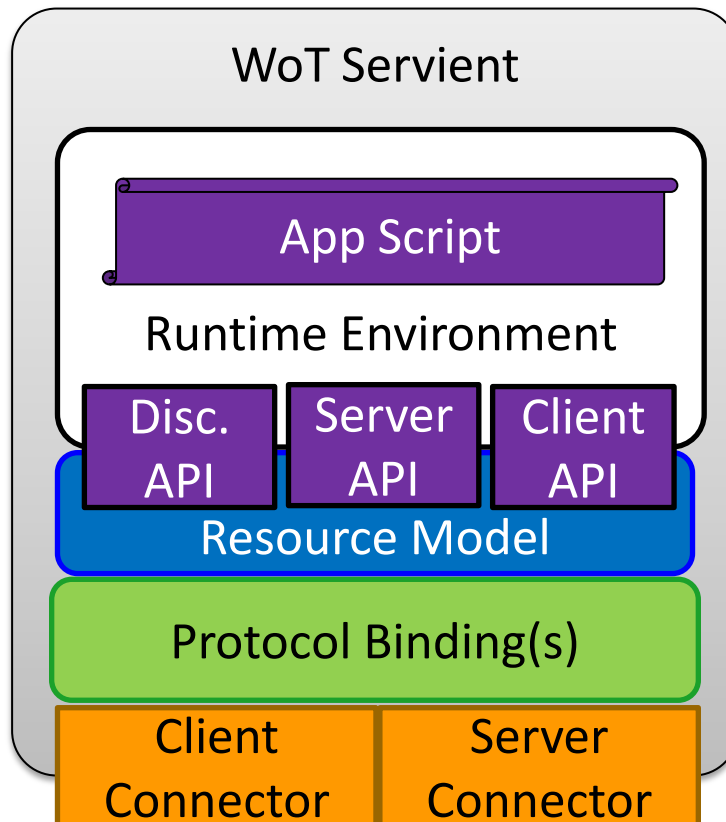 WoT Servient
App Script
Runtime Environment
Disc.
API
Server
API
Client
API
Resource Model
Protocol Binding(s)
Client
Connector
Server
Connector